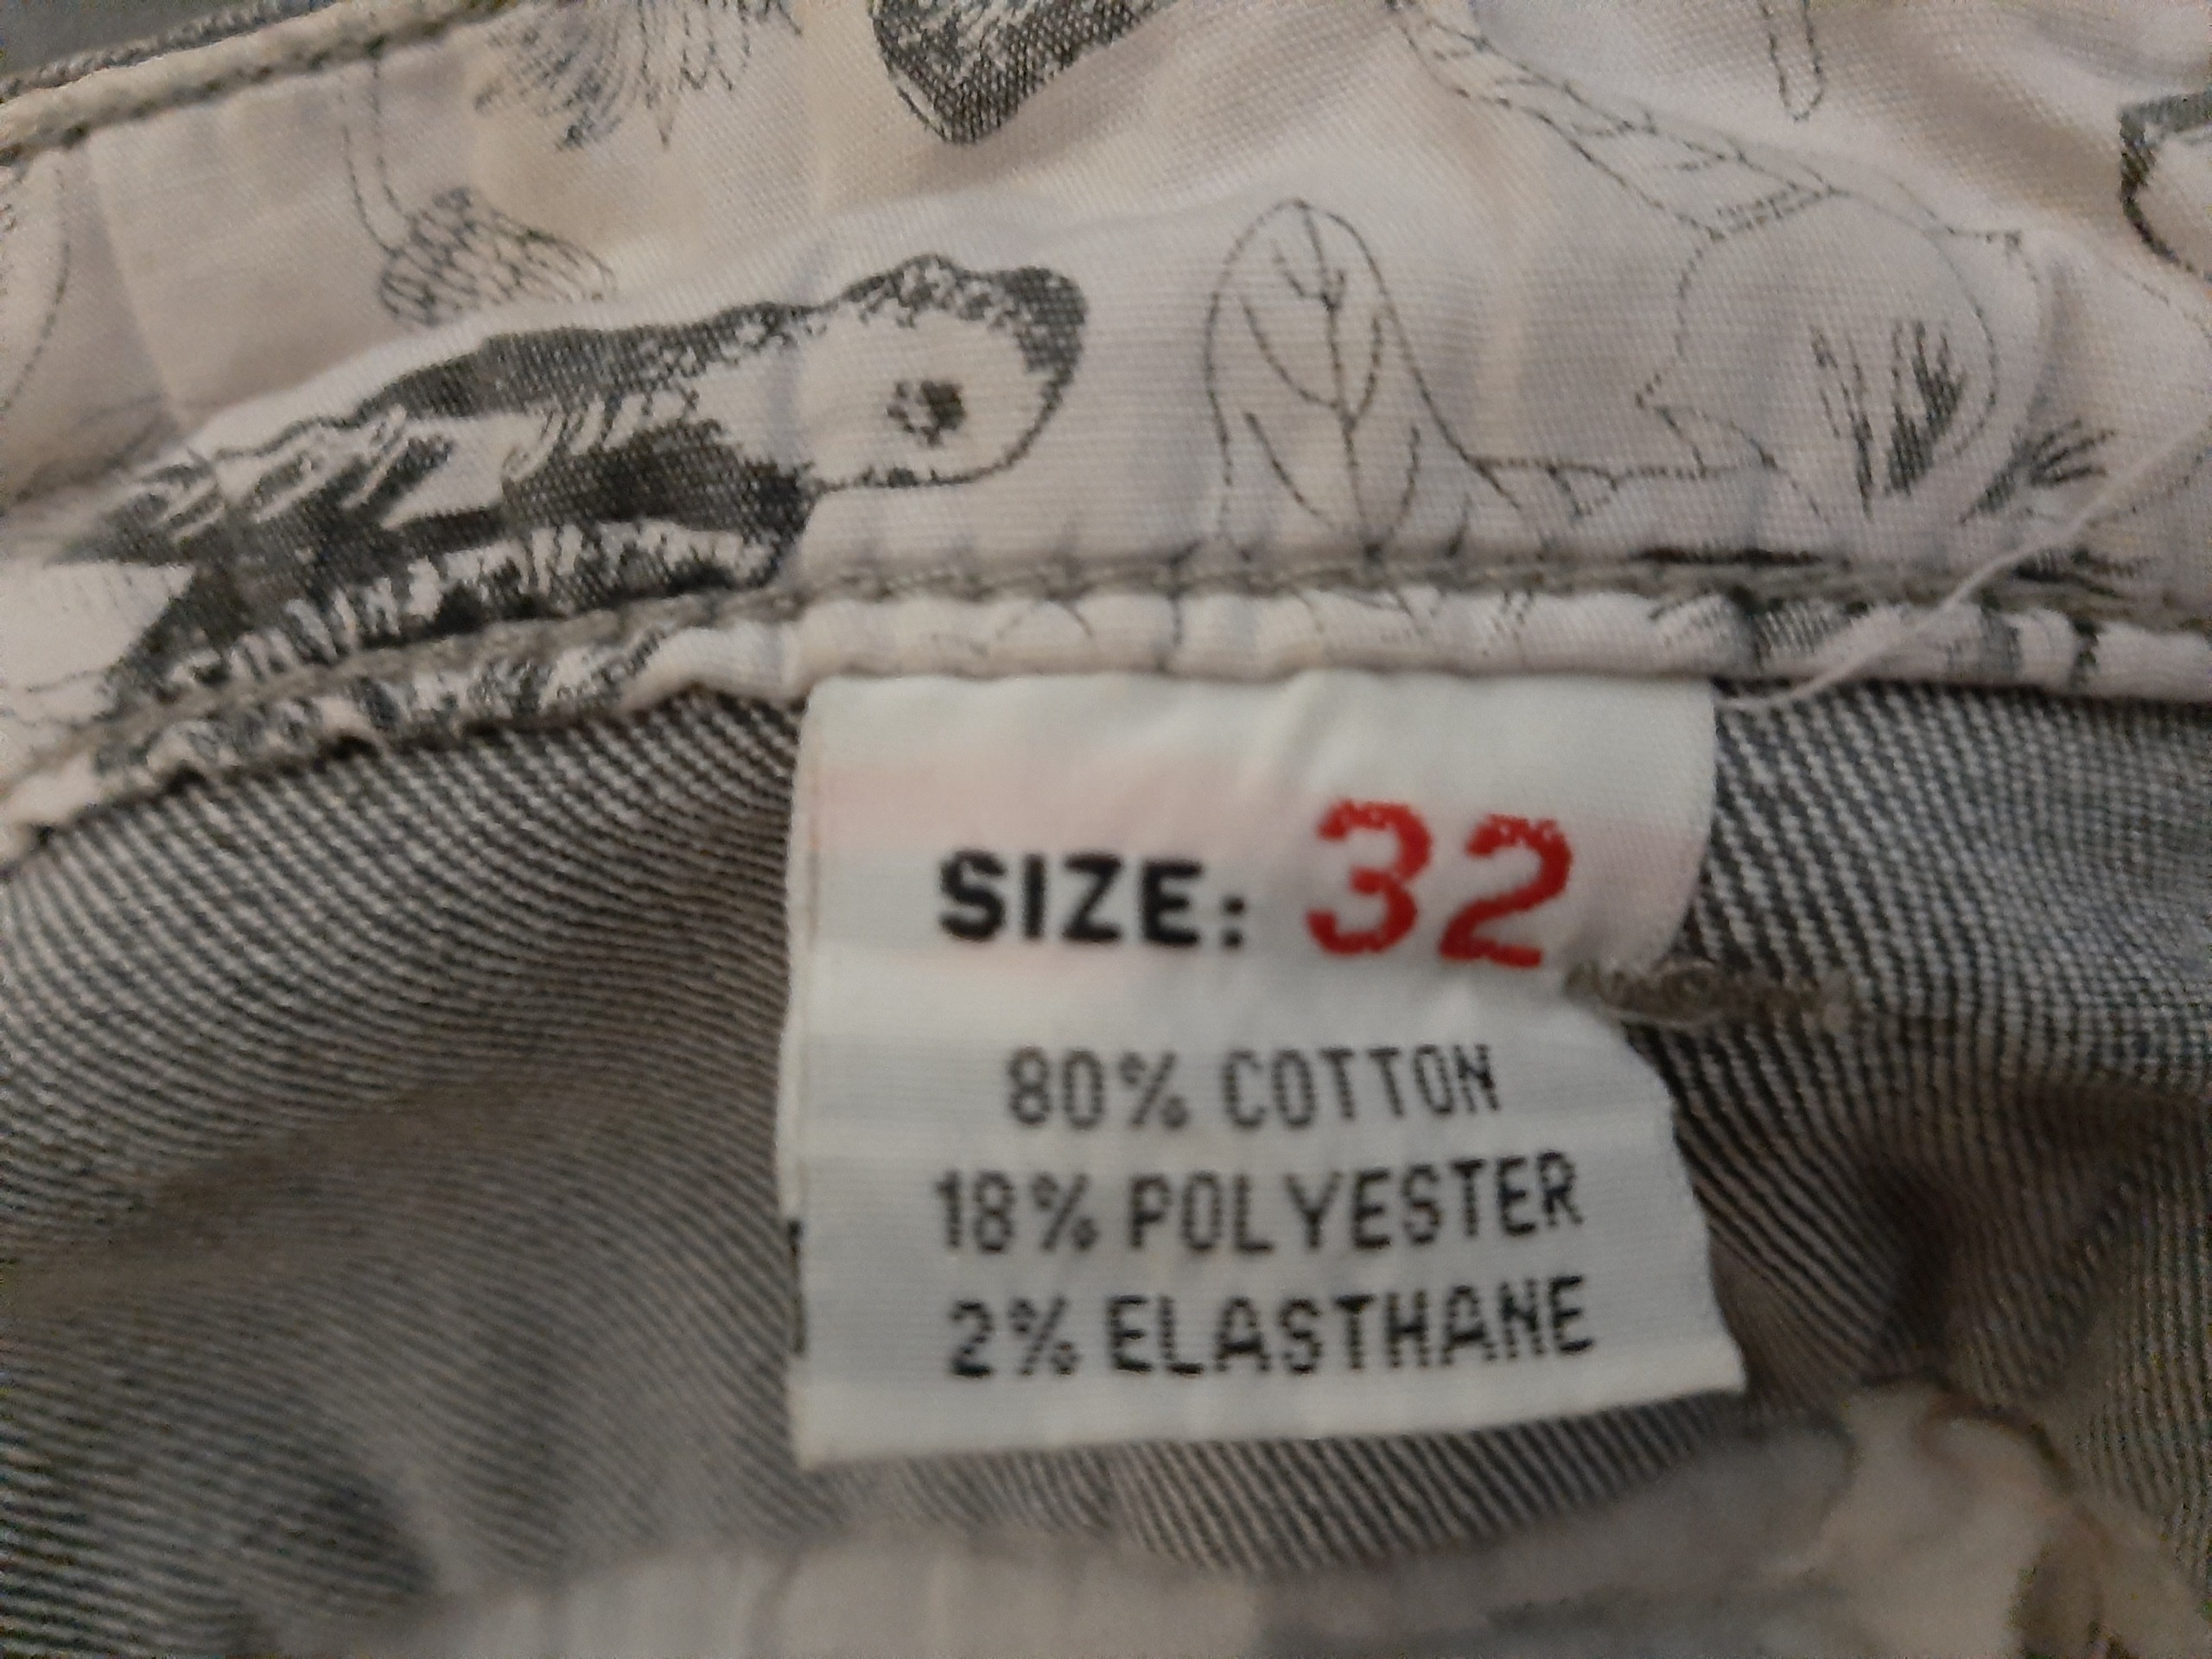 SIZE: 32
80% COTTON
18% POLYESTER
2% ELASTHANE